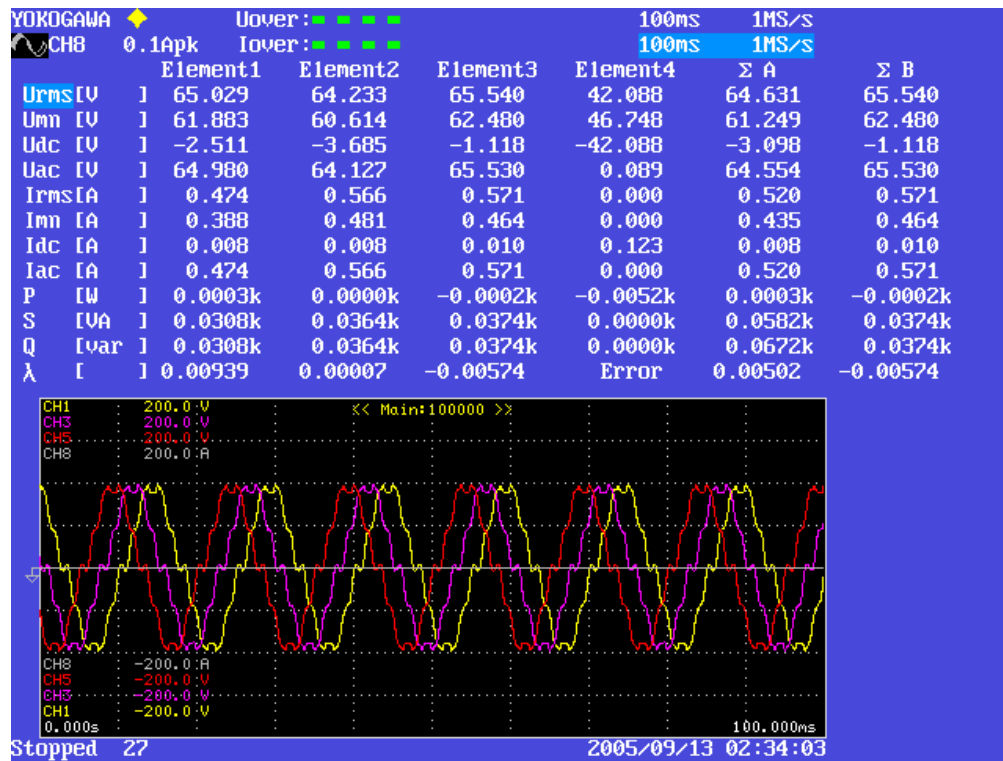 YOKOGAWA Uover: 100ms 1MS/s
CH8 0.1Apk Iover: 100ms 1MS/s
Element1 Element2 Element3 Element4 Σ A Σ B
Urms[V ] 65.029 64.233 65.540 42.088 64.631 65.540
Umn [V ] 61.883 60.614 62.480 46.748 61.249 62.480
Udc [V ] -2.511 -3.685 -1.118 -42.088 -3.098 -1.118
Uac [V ] 64.980 64.127 65.530 0.089 64.554 65.530
Irms[A ] 0.474 0.566 0.571 0.000 0.520 0.571
Imn [A ] 0.388 0.481 0.464 0.000 0.435 0.464
Idc [A ] 0.008 0.008 0.010 0.123 0.008 0.010
Iac [A ] 0.474 0.566 0.571 0.000 0.520 0.571
P [W ] 0.0003k 0.0000k -0.0002k -0.0052k 0.0003k -0.0002k
S [VA ] 0.0308k 0.0364k 0.0374k 0.0000k 0.0582k 0.0374k
Q [var ] 0.0308k 0.0364k 0.0374k 0.0000k 0.0672k 0.0374k
λ [ ] 0.00939 0.00007 -0.00574 Error 0.00502 -0.00574
CH1 200.0 V << Main:100000 >>
CH3 200.0 V
CH5 200.0 V
CH8 200.0 A
CH8 -200.0 A
CH5 -200.0 V
CH3 -200.0 V
CH1 -200.0 V
0.000s 100.000ms
Stopped 27 2005/09/13 02:34:03